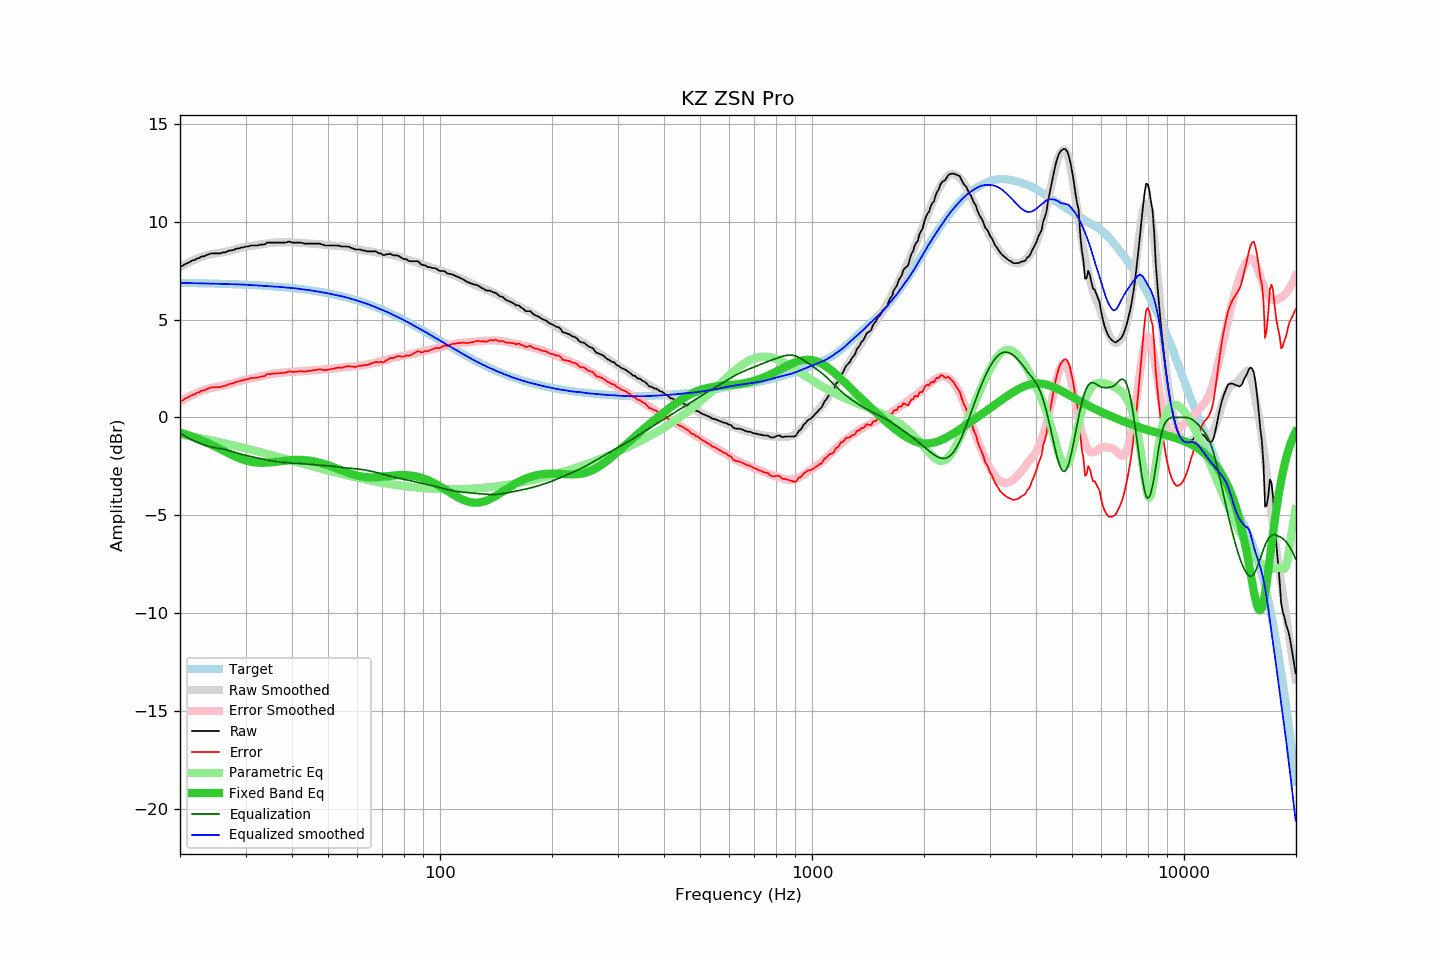 KZ ZSN Pro
15
10
5
0
−5
−10
−15
−20
Amplitude (dBr)
Target
Raw Smoothed
Error Smoothed
Raw
Error
Parametric Eq
Fixed Band Eq
Equalization
Equalized smoothed
100
1000
10000
Frequency (Hz)